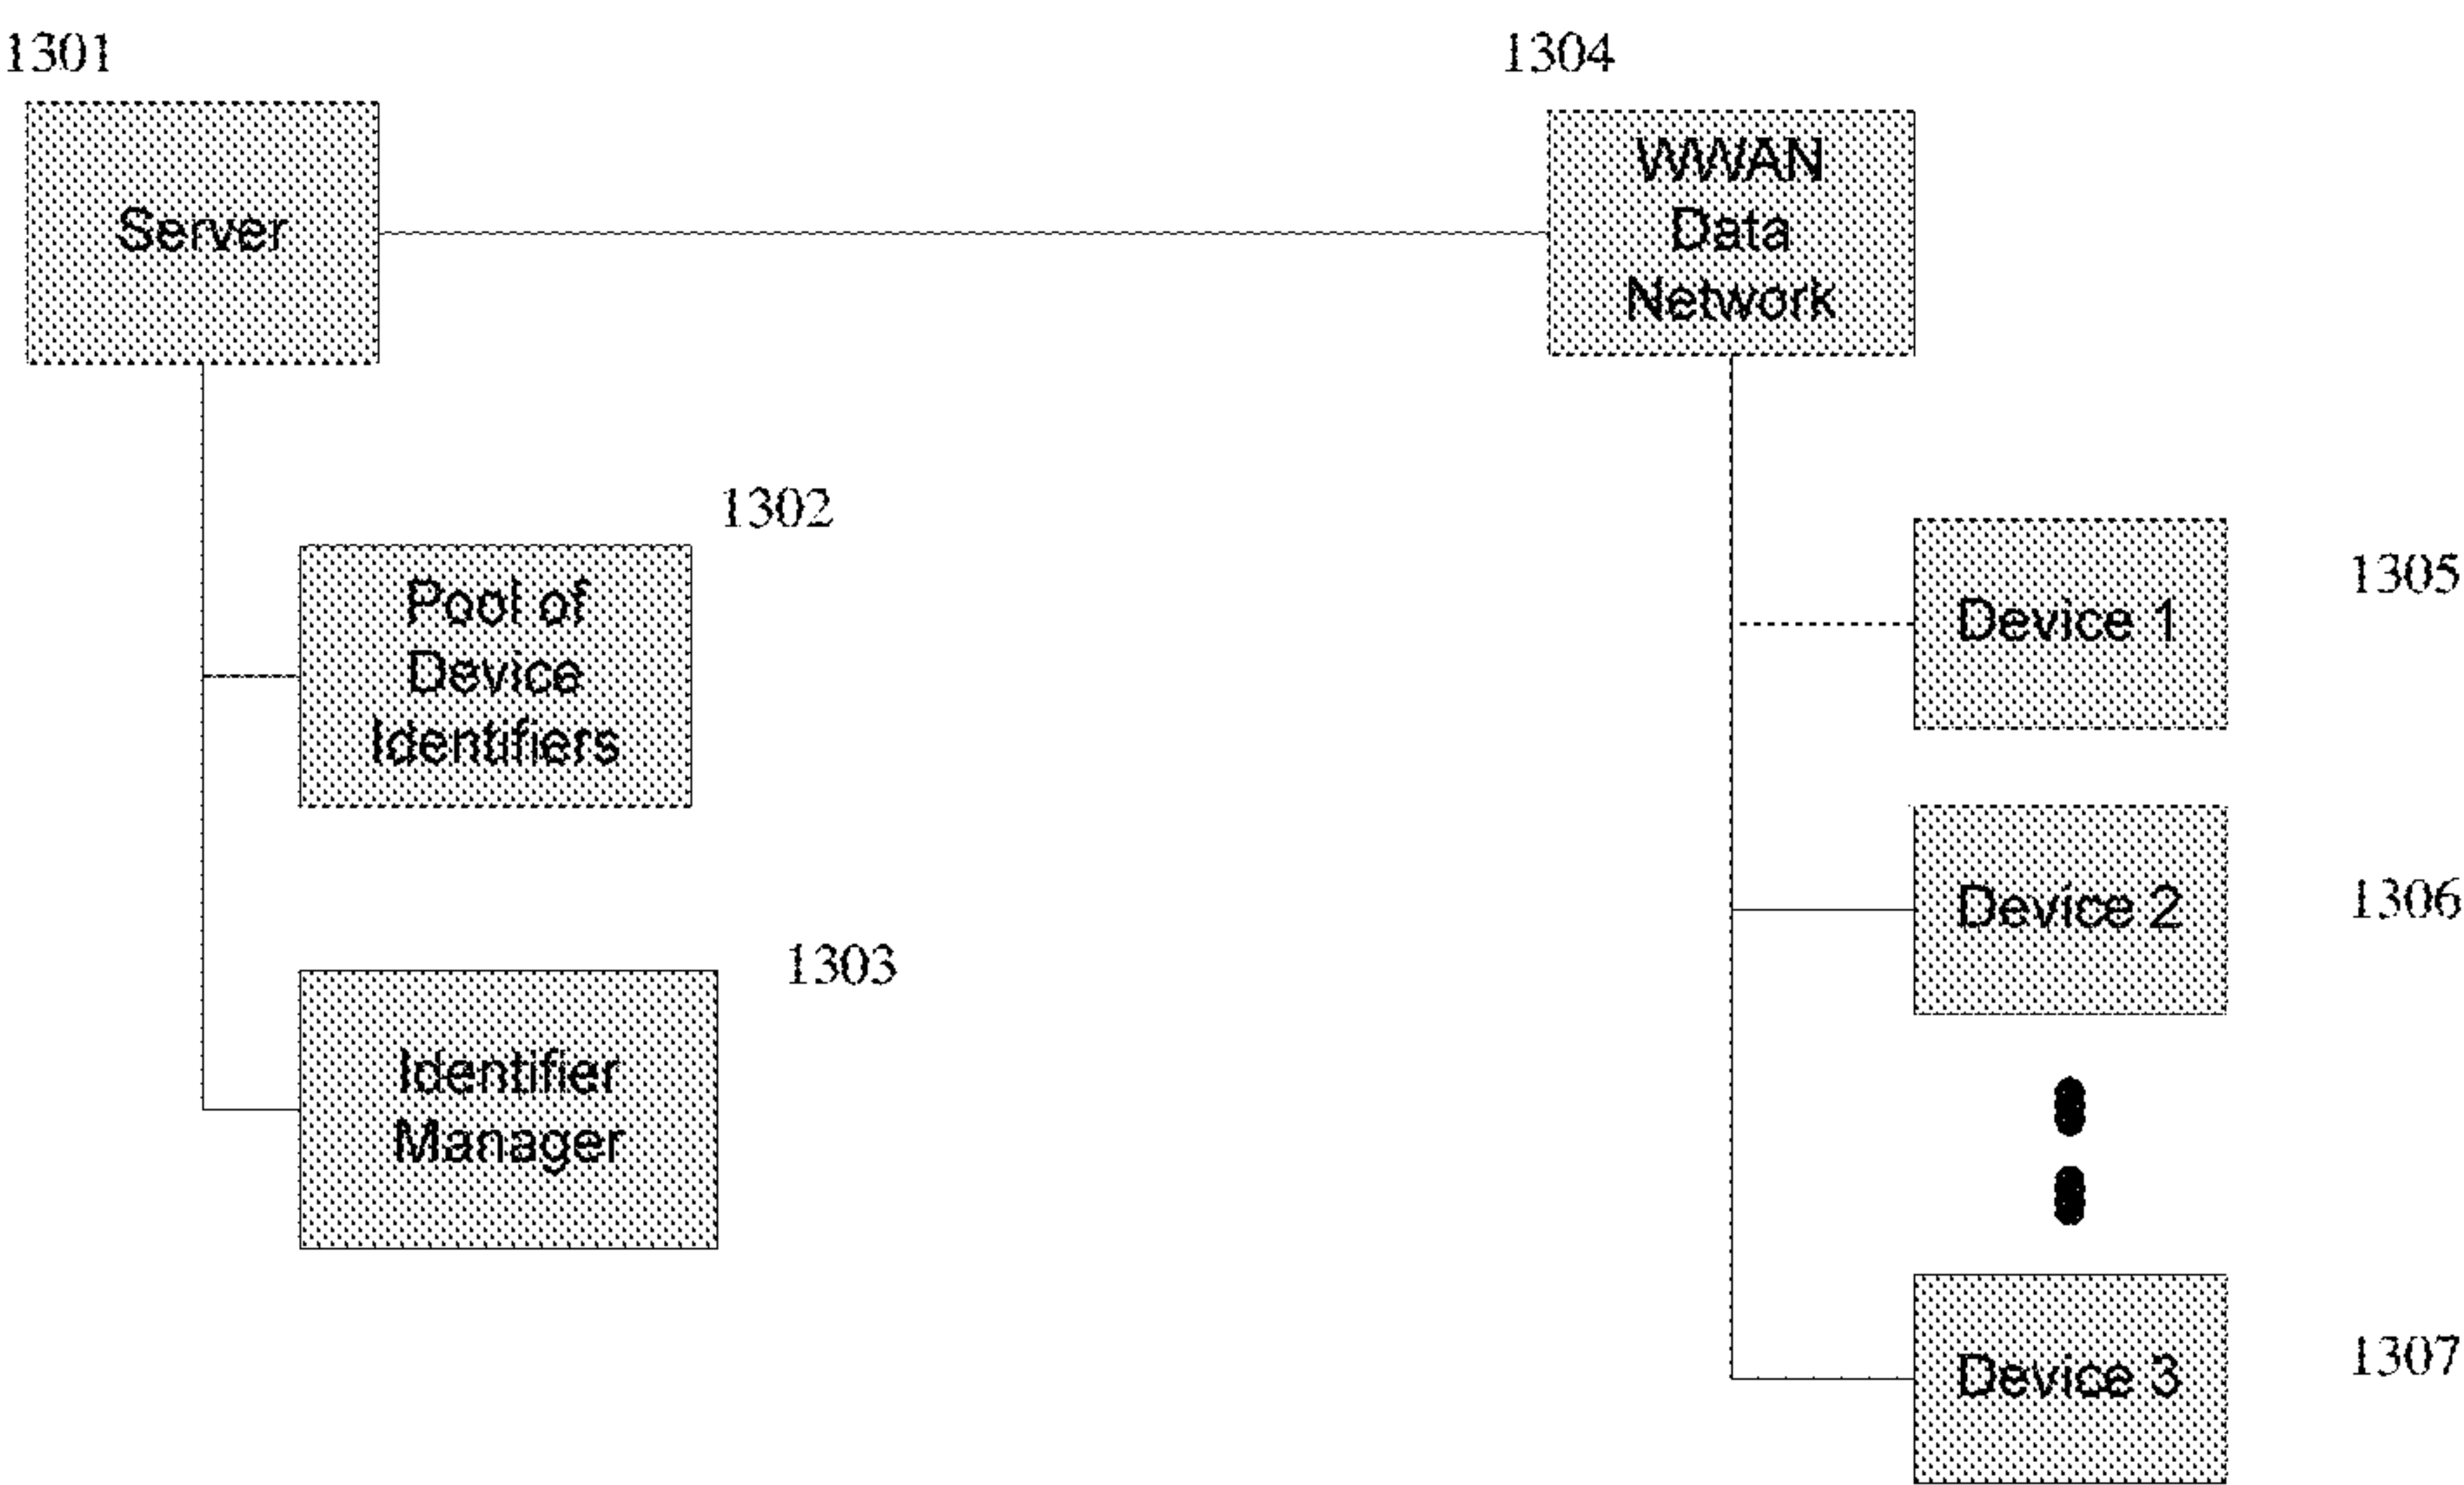 1301
1304
Server
WWAN
Data
Network
1302
Pool of
Device
Identifiers
1305
Device 1
1306
Device 2
1303
Identifier
Manager
1307
Device 3